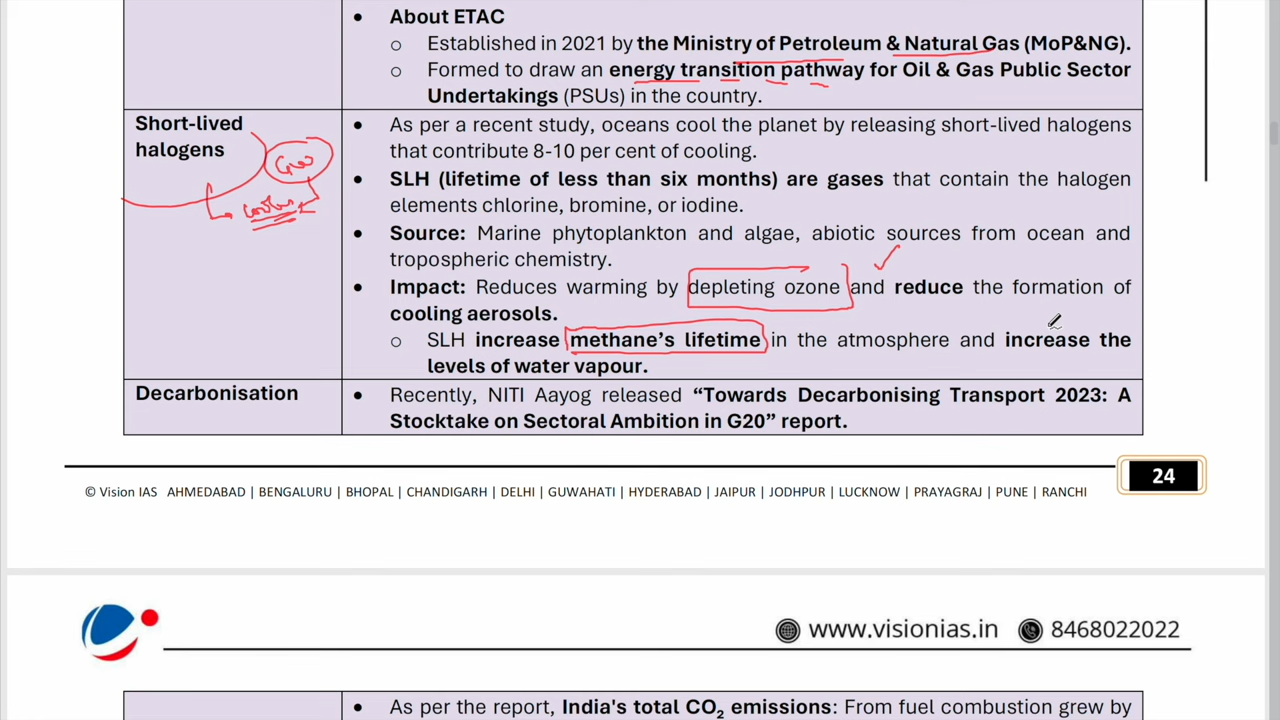 • About ETAC
o Established in 2021 by the Ministry of Petroleum & Natural Gas (MoP&NG).
o Formed to draw an energy transition pathway for Oil & Gas Public Sector
Undertakings (PSUs) in the country.
Short-lived
halogens
• As per a recent study, oceans cool the planet by releasing short-lived halogens
that contribute 8-10 per cent of cooling.
• SLH (lifetime of less than six months) are gases that contain the halogen
elements chlorine, bromine, or iodine.
• Source: Marine phytoplankton and algae, abiotic sources from ocean and
tropospheric chemistry.
• Impact: Reduces warming by depleting ozone and reduce the formation of
cooling aerosols.
o SLH increase methane’s lifetime in the atmosphere and increase the
levels of water vapour.
Decarbonisation
• Recently, NITI Aayog released “Towards Decarbonising Transport 2023: A
Stocktake on Sectoral Ambition in G20” report.
24
© Vision IAS AHMEDABAD | BENGALURU | BHOPAL | CHANDIGARH | DELHI | GUWAHATI | HYDERABAD | JAIPUR | JODHPUR | LUCKNOW | PRAYAGRAJ | PUNE | RANCHI
www.visionias.in 8468022022
• As per the report, India's total CO₂ emissions: From fuel combustion grew by